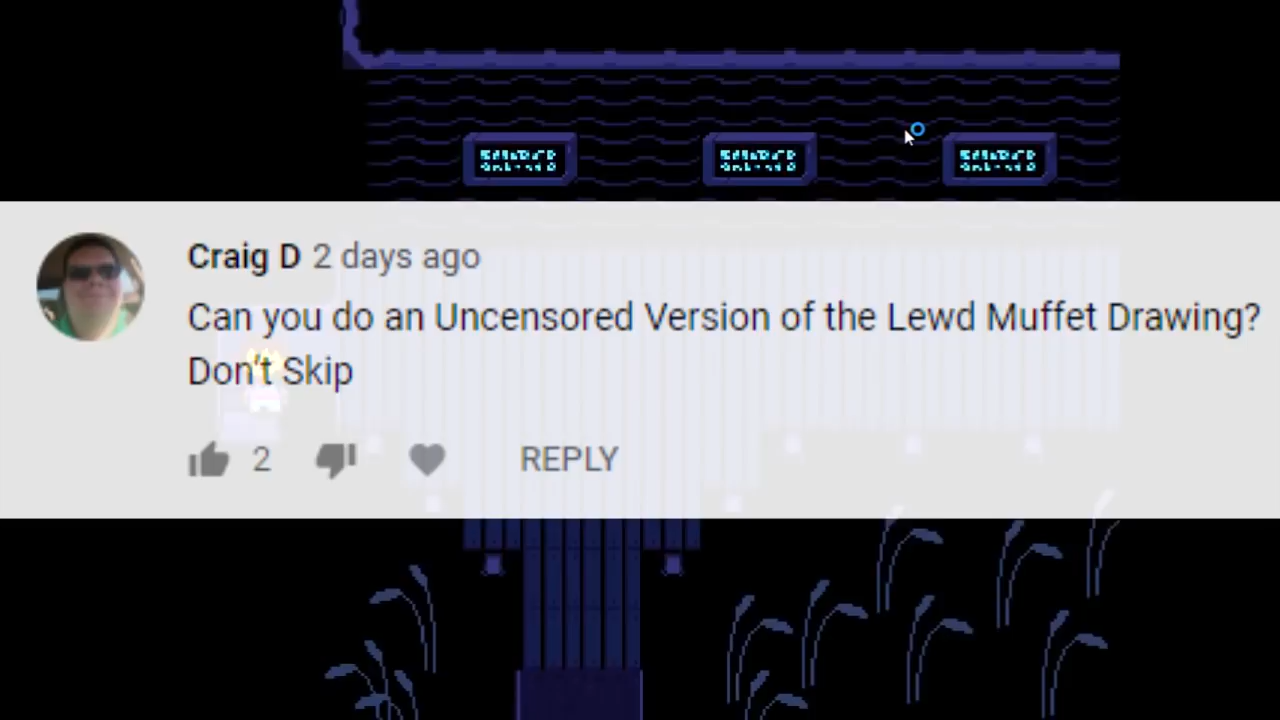 Craig D 2 days ago
Can you do an Uncensored Version of the Lewd Muffet Drawing?
Don't Skip
2 REPLY